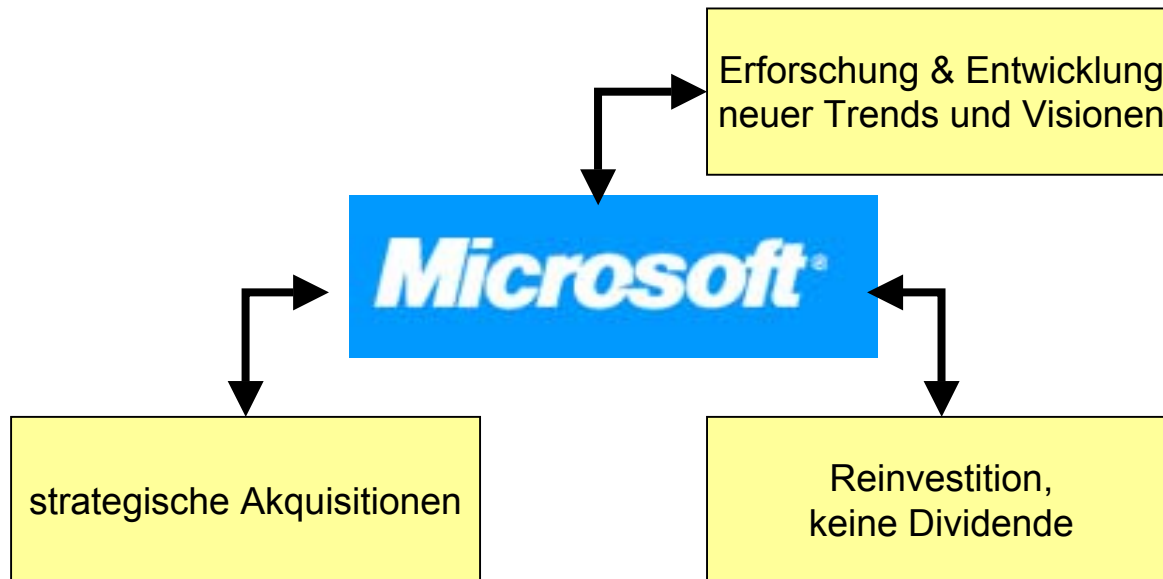 Erforschung & Entwicklung
neuer Trends und Visionen
Microsoft®
strategische Akquisitionen
Reinvestition,
keine Dividende